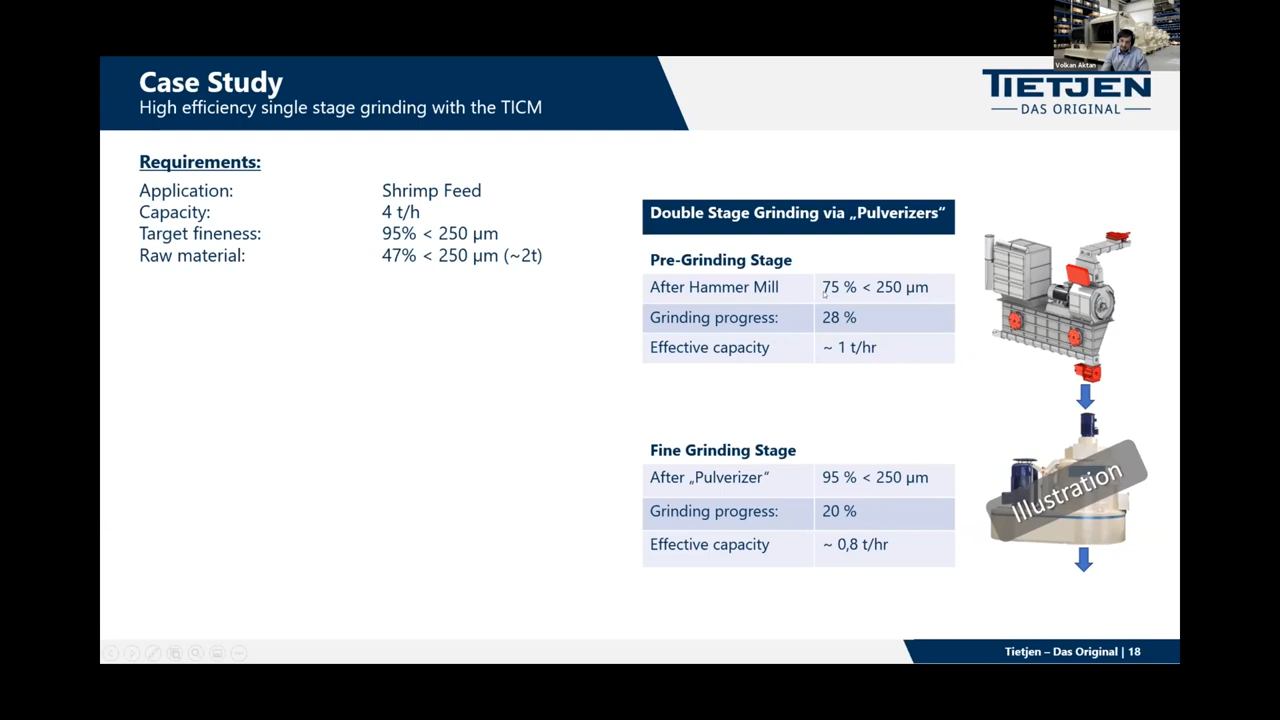 Volkan Aktan
Case Study
High efficiency single stage grinding with the TICM
TIETJEN
DAS ORIGINAL
Requirements:
Application: Shrimp Feed
Capacity: 4 t/h
Target fineness: 95% < 250 µm
Raw material: 47% < 250 µm (~2t)
Double Stage Grinding via „Pulverizers“
Pre-Grinding Stage
After Hammer Mill 75 % < 250 µm
Grinding progress: 28 %
Effective capacity ~ 1 t/hr
Fine Grinding Stage
After „Pulverizer“ 95 % < 250 µm
Grinding progress: 20 %
Effective capacity ~ 0,8 t/hr
Illustration
Tietjen – Das Original | 18